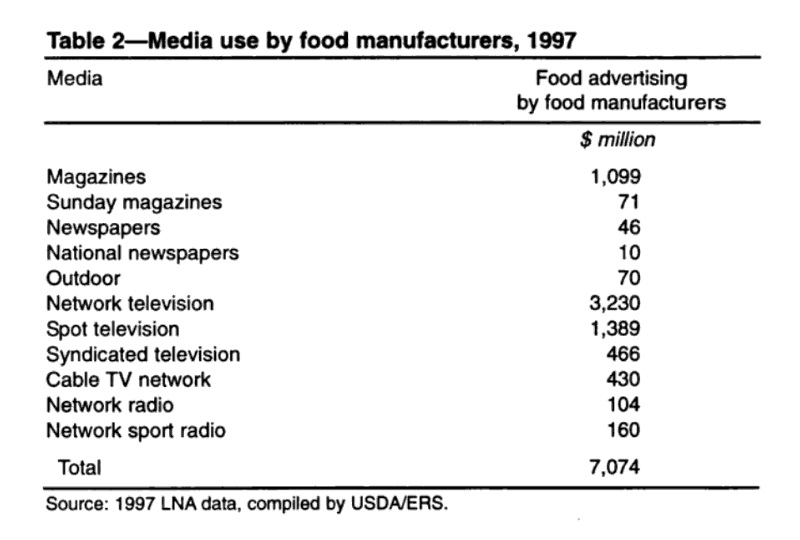 Table 2—Media use by food manufacturers, 1997
Media Food advertising
by food manufacturers
$ million
Magazines 1,099
Sunday magazines 71
Newspapers 46
National newspapers 10
Outdoor 70
Network television 3,230
Spot television 1,389
Syndicated television 466
Cable TV network 430
Network radio 104
Network sport radio 160
Total 7,074
Source: 1997 LNA data, compiled by USDA/ERS.